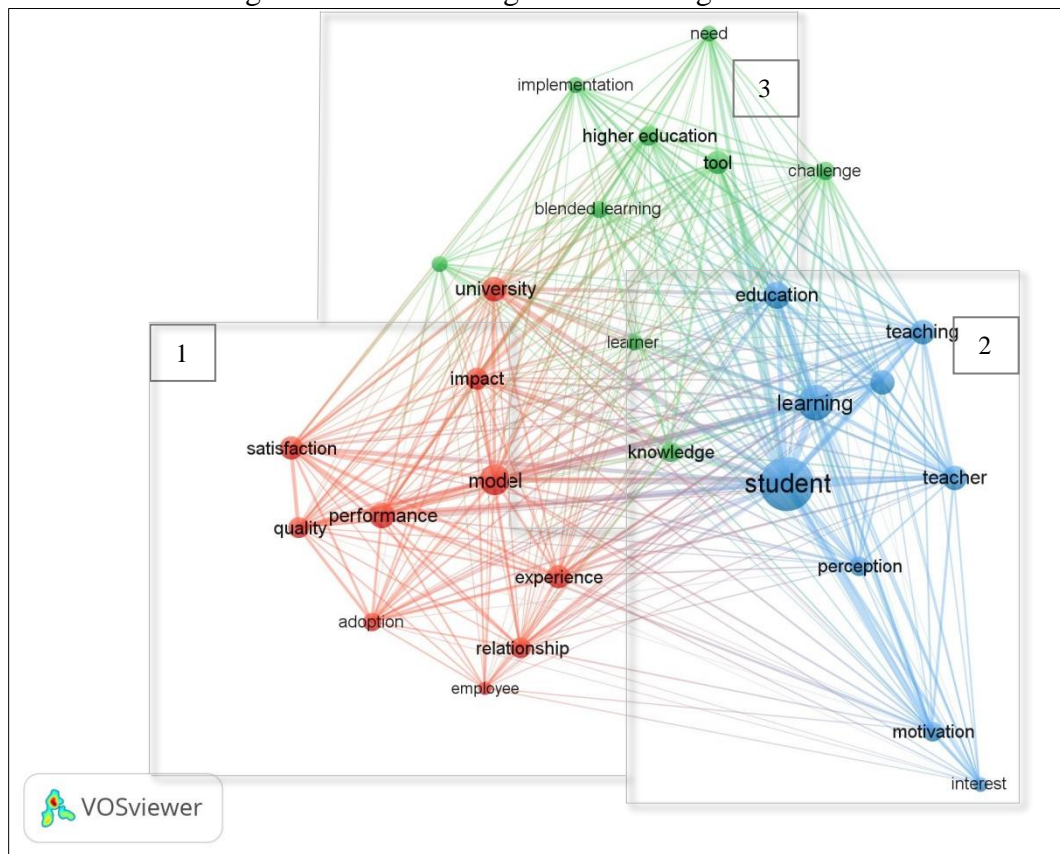 need
implementation
3
higher education
tool
challenge
blended learning
university
education
teaching
1
learner
2
impact
learning
satisfaction
knowledge
model
student
teacher
performance
quality
experience
perception
adoption
relationship
employee
motivation
interest
VOSviewer